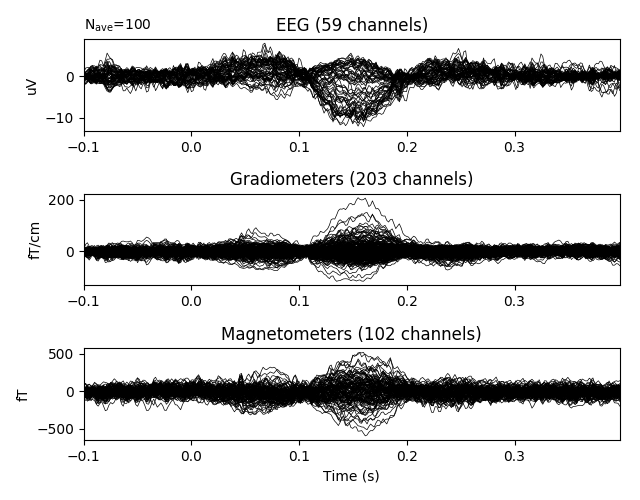 N_ave=100
EEG (59 channels)
uV
0
−10
−0.1 0.0 0.1 0.2 0.3
Gradiometers (203 channels)
fT/cm
200
0
−0.1 0.0 0.1 0.2 0.3
Magnetometers (102 channels)
fT
500
0
−500
−0.1 0.0 0.1 0.2 0.3
Time (s)